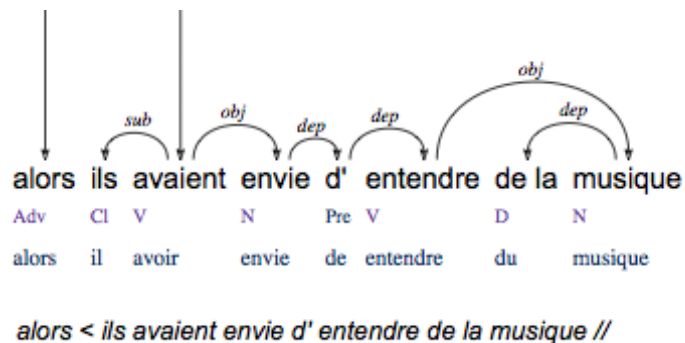 obj
sub obj dep dep dep
alors ils avaient envie d' entendre de la musique
Adv Cl V N Pre V D N
alors il avoir envie de entendre du musique
alors < ils avaient envie d' entendre de la musique //